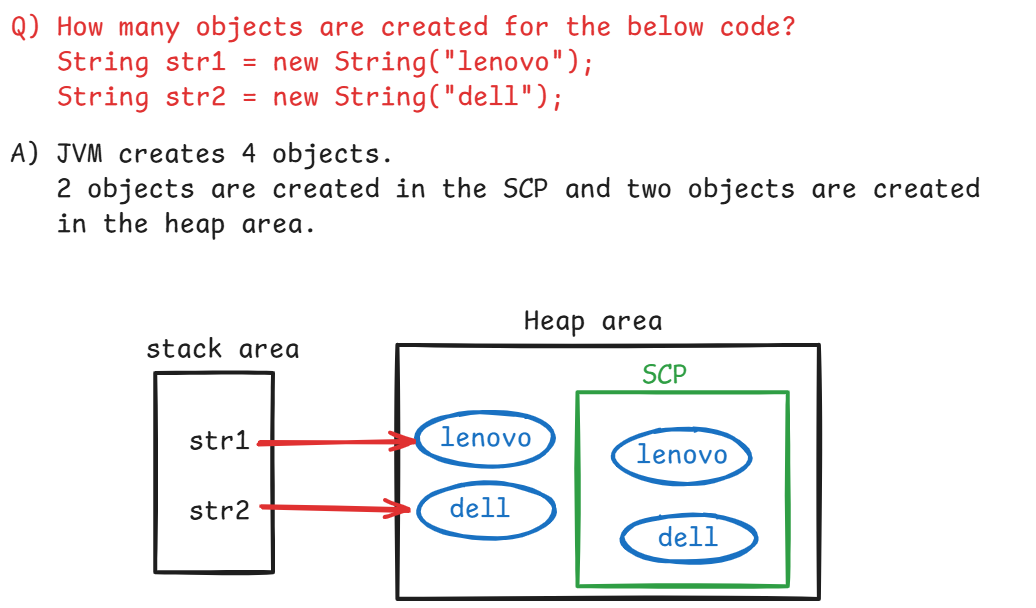 Q) How many objects are created for the below code?
String str1 = new String("lenovo");
String str2 = new String("dell");
A) JVM creates 4 objects.
2 objects are created in the SCP and two objects are created
in the heap area.
Heap area
stack area
SCP
str1
lenovo
lenovo
str2
dell
dell